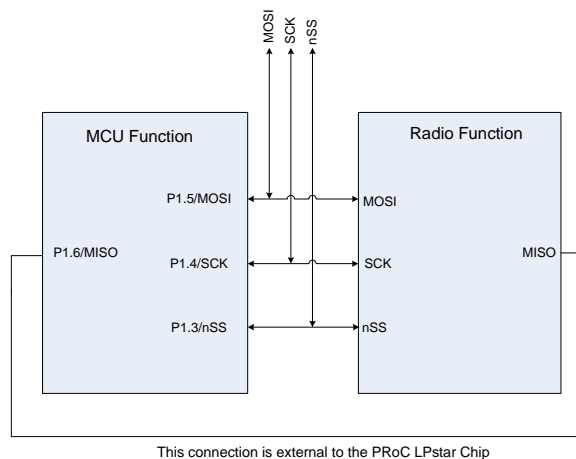 MOSI
SCK
nSS
MCU Function
Radio Function
P1.5/MOSI
MOSI
P1.6/MISO
P1.4/SCK
SCK
MISO
P1.3/nSS
nSS
This connection is external to the PRoC LPstar Chip